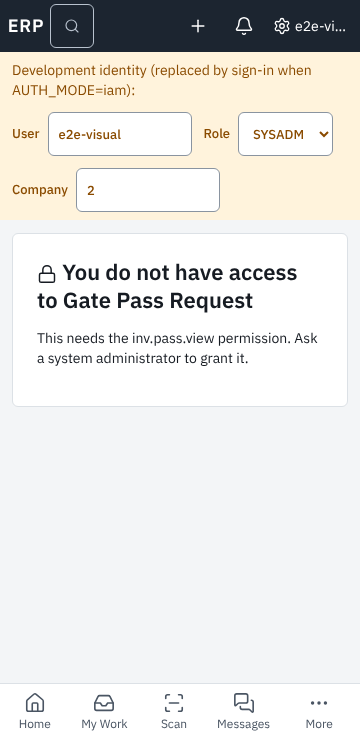 ERP
e2e-vi...
Development identity (replaced by sign-in when
AUTH_MODE=iam):
User e2e-visual Role SYSADM
Company 2
You do not have access
to Gate Pass Request
This needs the inv.pass.view permission. Ask
a system administrator to grant it.
Home My Work Scan Messages More